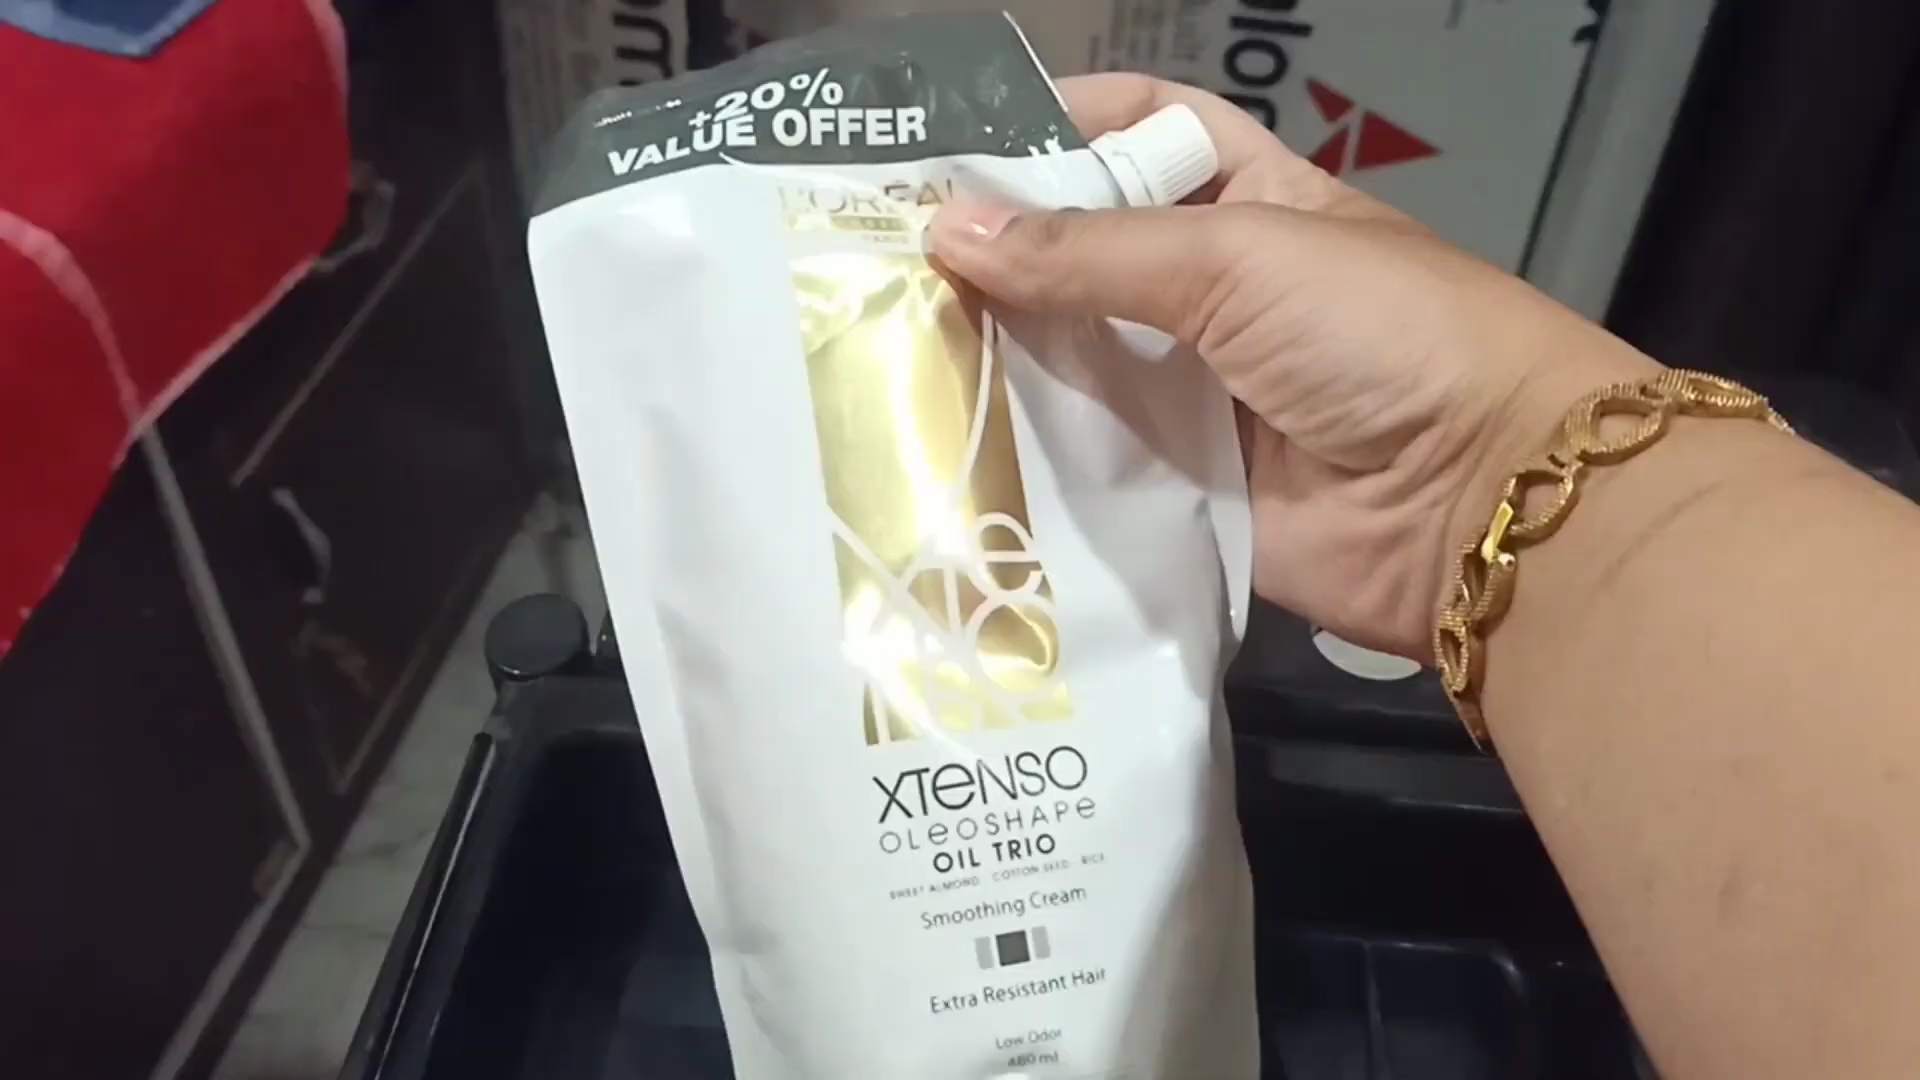 +20%
VALUE OFFER
L'ORÉAL
PARIS
XTENSO
OLEOSHAPE
OIL TRIO
SWEET ALMOND . COTTON SEED . RICE
Smoothing Cream
Extra Resistant Hair
Low Odor
480 ml